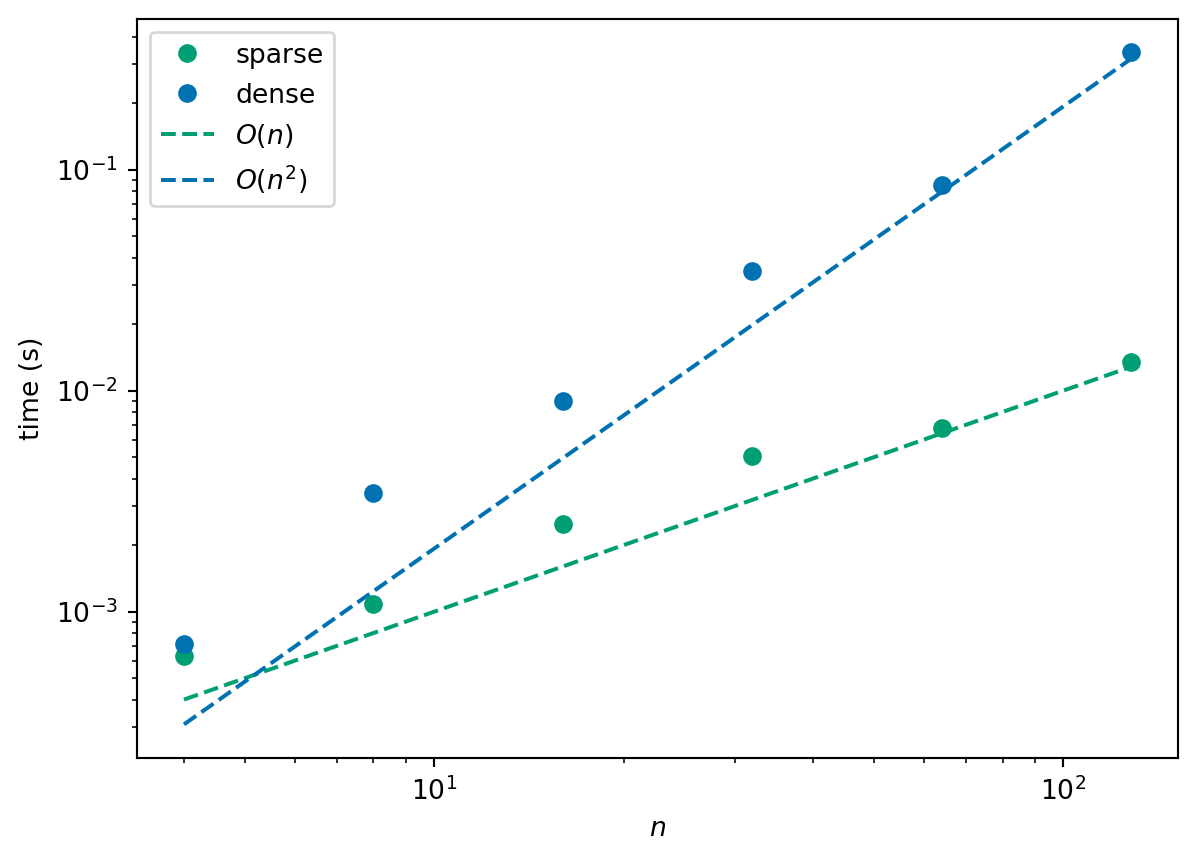 sparse
dense
O(n)
O(n²)
10⁻¹
10⁻²
10⁻³
time (s)
10¹
10²
n